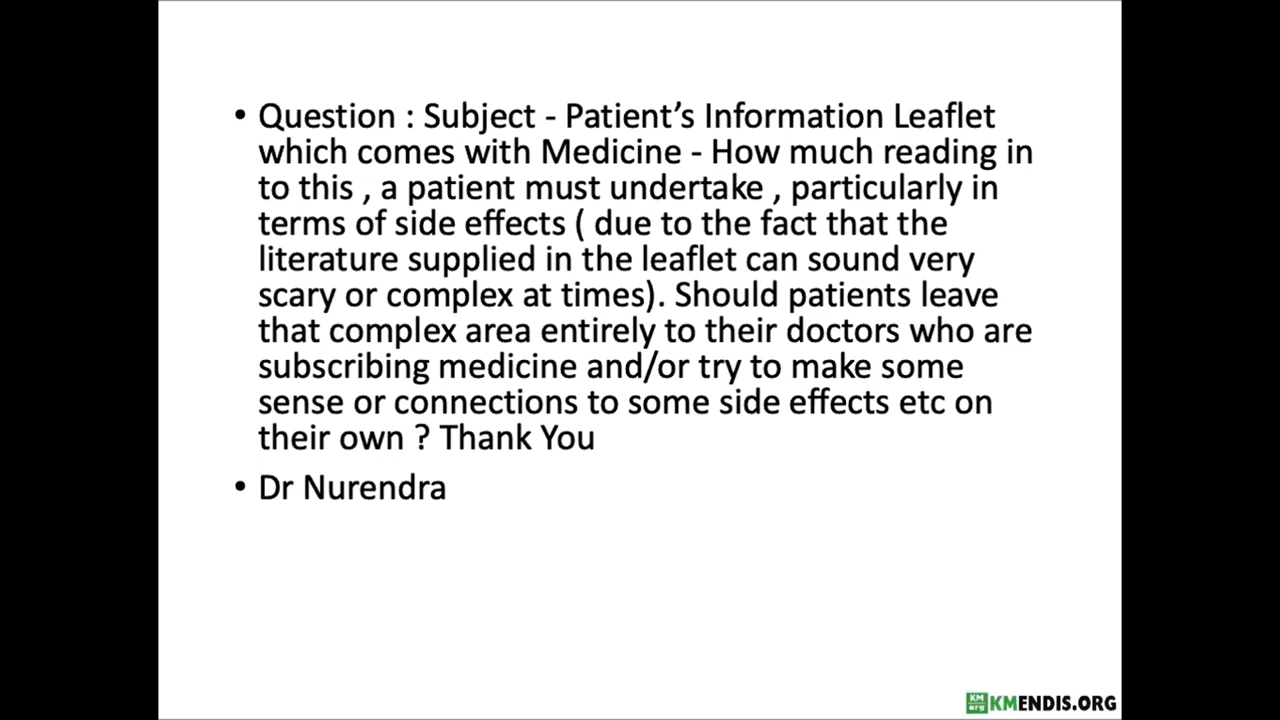 • Question : Subject - Patient’s Information Leaflet
which comes with Medicine - How much reading in
to this , a patient must undertake , particularly in
terms of side effects ( due to the fact that the
literature supplied in the leaflet can sound very
scary or complex at times). Should patients leave
that complex area entirely to their doctors who are
subscribing medicine and/or try to make some
sense or connections to some side effects etc on
their own ? Thank You
• Dr Nurendra
KM
org
KMENDIS.ORG